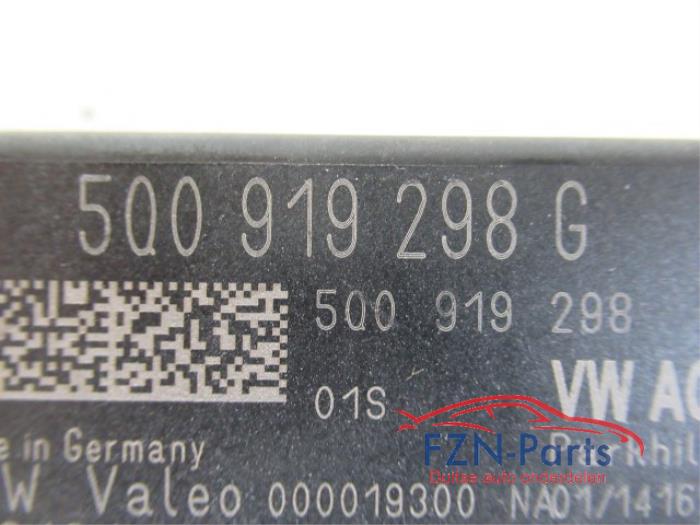 FZN-Parts
Duitse auto onderdelen
5Q0 919 298 G
5Q0 919 298
01S VW AG
in Germany
Valeo 000019300 NA01/1416